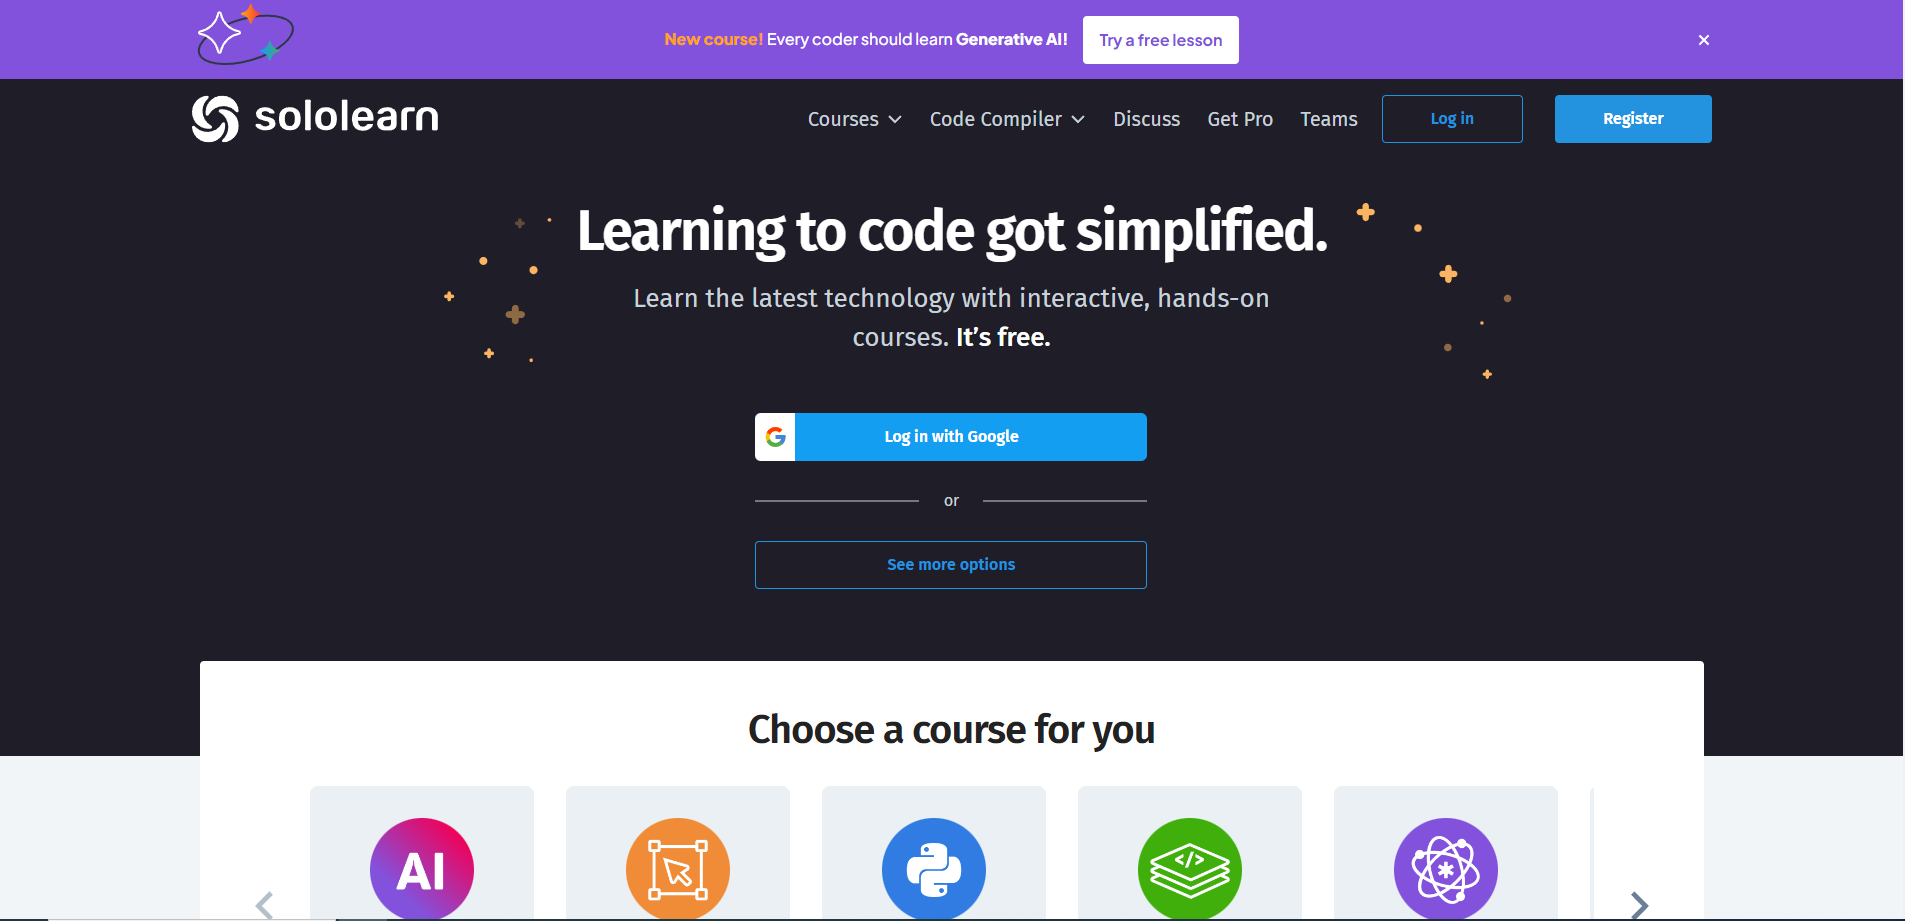 New course! Every coder should learn Generative AI!
Try a free lesson
sololearn
Courses
Code Compiler
Discuss
Get Pro
Teams
Log in
Register
Learning to code got simplified.
Learn the latest technology with interactive, hands-on
courses. It’s free.
Log in with Google
or
See more options
Choose a course for you
AI
</>